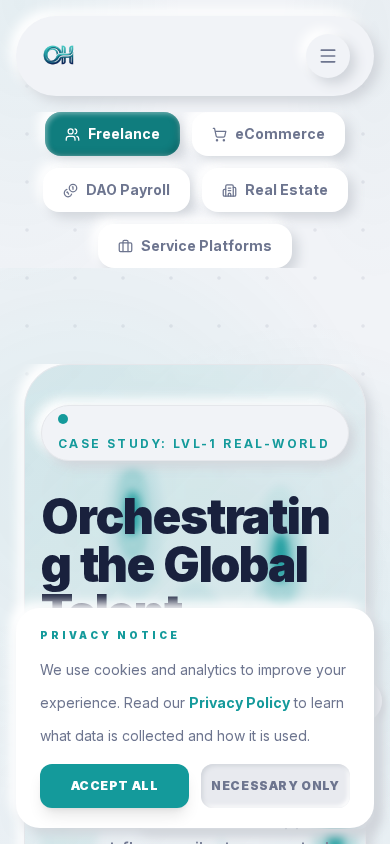 OH
Freelance
eCommerce
DAO Payroll
Real Estate
Service Platforms
CASE STUDY: LVL-1 REAL-WORLD
Orchestratin
g the Global
Talent
PRIVACY NOTICE
We use cookies and analytics to improve your
experience. Read our Privacy Policy to learn
what data is collected and how it is used.
ACCEPT ALL
NECESSARY ONLY